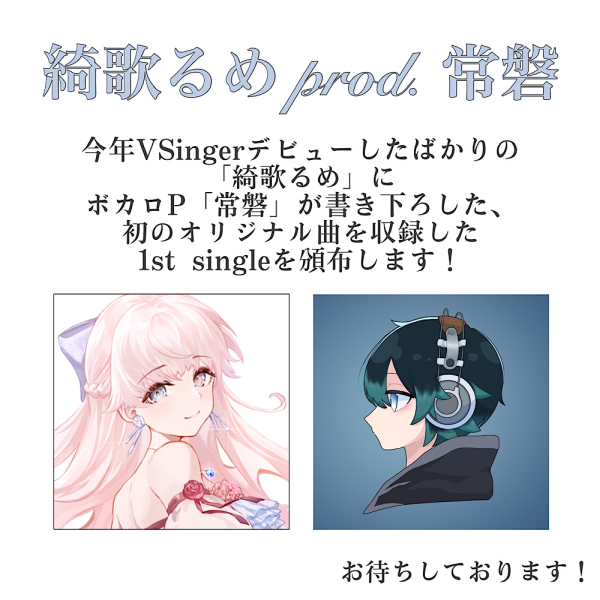 綺歌るめ prod. 常磐
今年VSingerデビューしたばかりの
「綺歌るめ」に
ボカロP「常磐」が書き下ろした、
初のオリジナル曲を収録した
1st singleを頒布します！
お待ちしております！